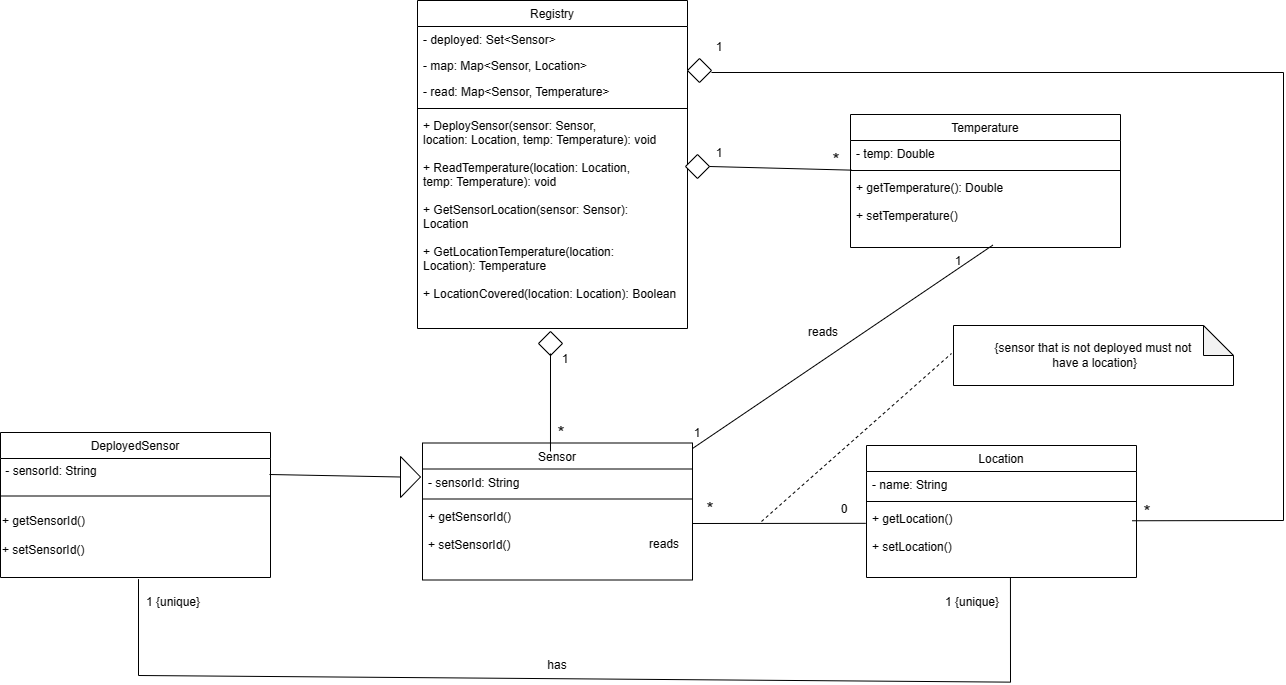 Registry
- deployed: Set<Sensor>
- map: Map<Sensor, Location>
- read: Map<Sensor, Temperature>
+ DeploySensor(sensor: Sensor,
location: Location, temp: Temperature): void
+ ReadTemperature(location: Location,
temp: Temperature): void
+ GetSensorLocation(sensor: Sensor):
Location
+ GetLocationTemperature(location:
Location): Temperature
+ LocationCovered(location: Location): Boolean
1
1
*
Temperature
- temp: Double
+ getTemperature(): Double
+ setTemperature()
1
reads
1
1
*
{sensor that is not deployed must not
have a location}
DeployedSensor
- sensorId: String
+ getSensorId()
+ setSensorId()
Sensor
- sensorId: String
+ getSensorId()
+ setSensorId()
reads
*
0
Location
- name: String
+ getLocation()
+ setLocation()
*
1 {unique}
1 {unique}
has